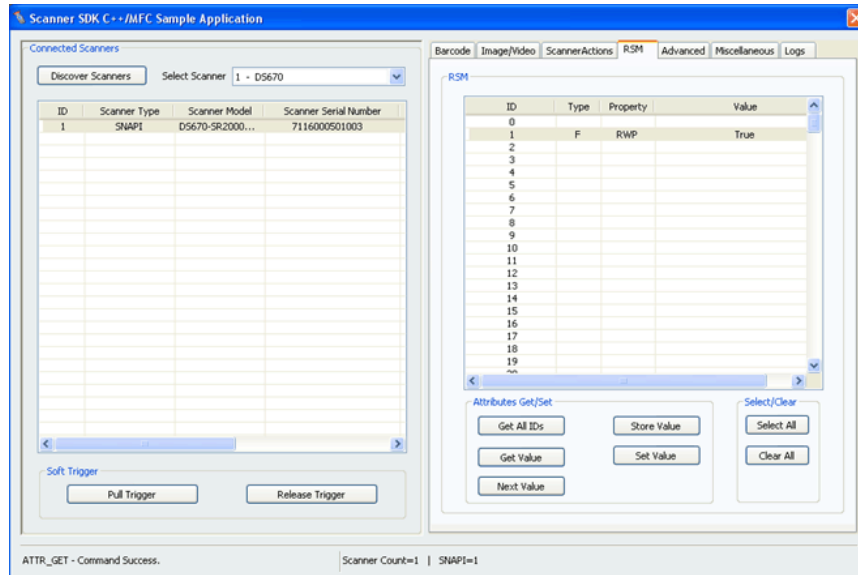 Scanner SDK C++/MFC Sample Application
Connected Scanners
Discover Scanners Select Scanner 1 - DS670
ID Scanner Type Scanner Model Scanner Serial Number
1 SNAPI DS670-SR2000... 7116000501003
Soft Trigger
Pull Trigger Release Trigger
Barcode Image/Video ScannerActions RSM Advanced Miscellaneous Logs
RSM
ID Type Property Value
0
1 F RWP True
2
3
4
5
6
7
8
9
10
11
12
13
14
15
16
17
18
19
Attributes Get/Set
Get All IDs Store Value
Get Value Set Value
Next Value
Select/Clear
Select All
Clear All
ATTR_GET - Command Success. Scanner Count=1 | SNAPI=1